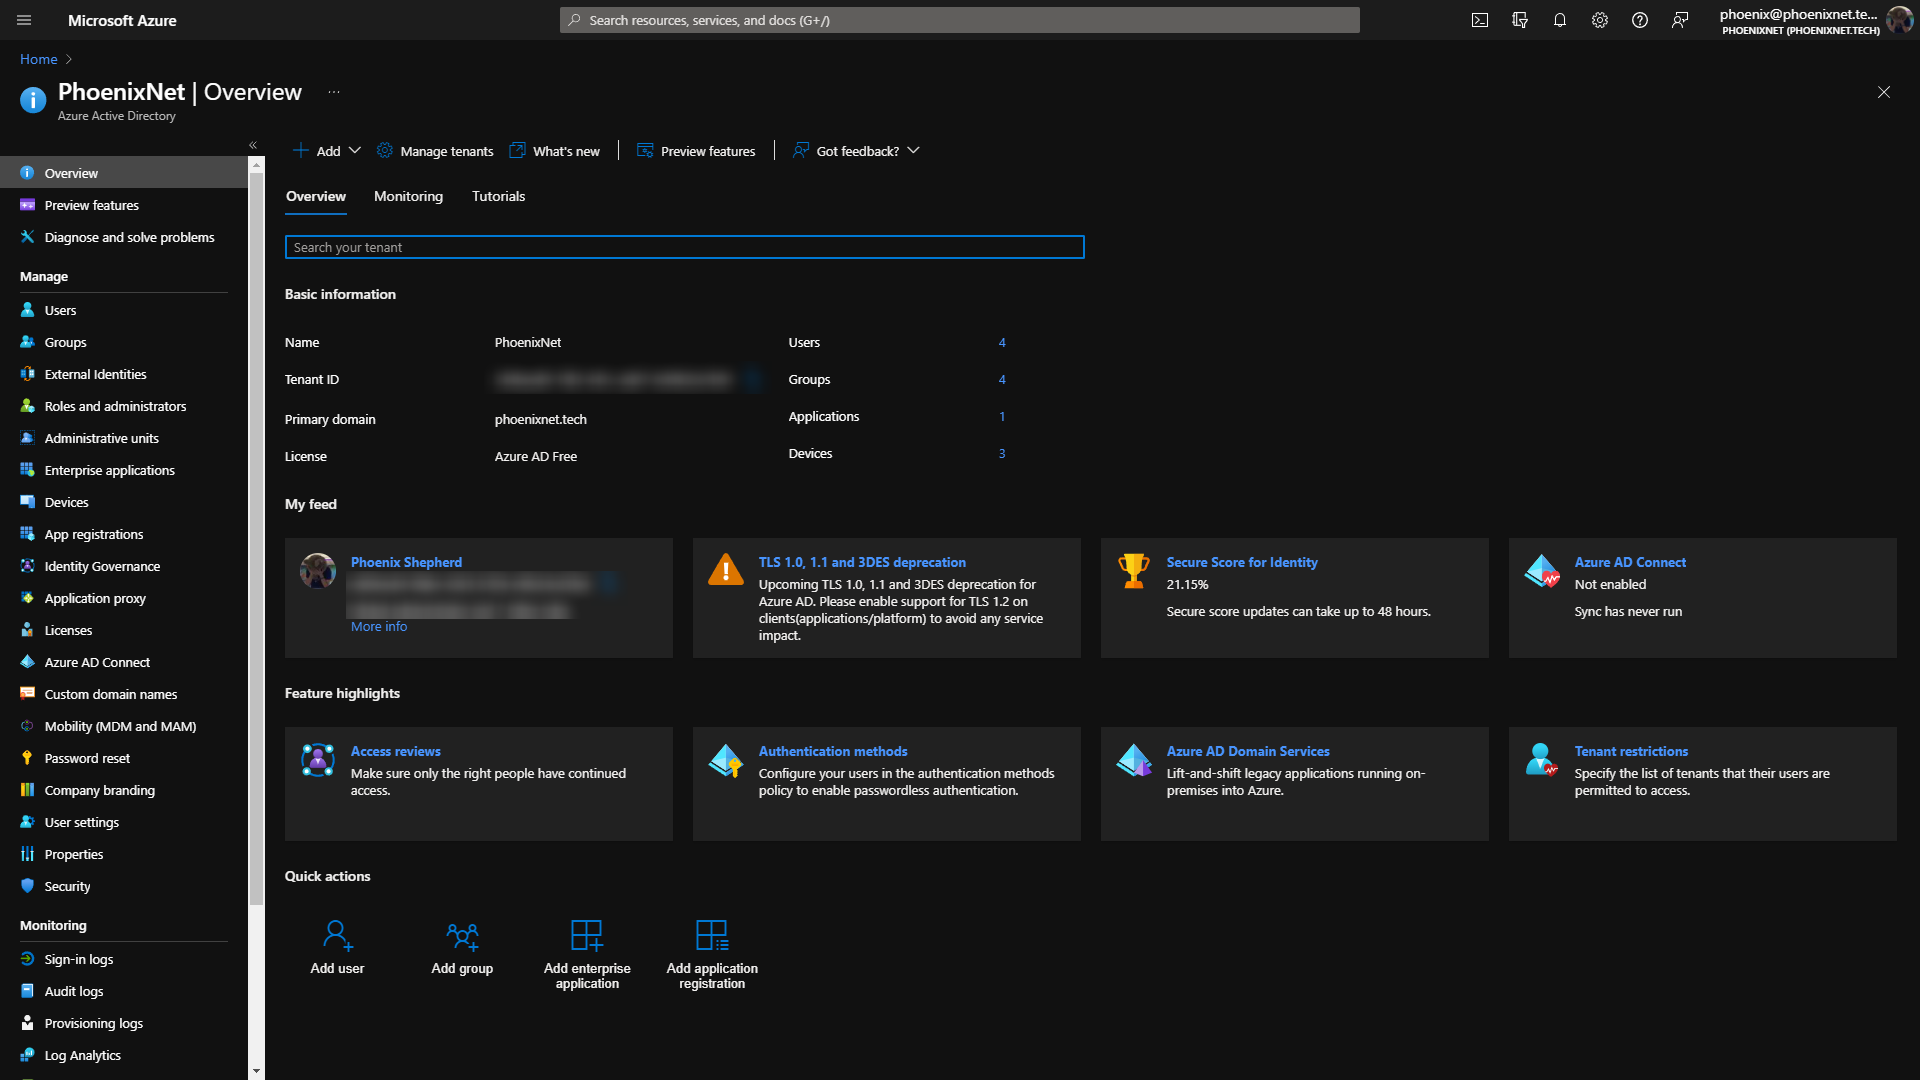 Microsoft Azure
Search resources, services, and docs (G+/)
phoenix@phoenixnet.te...
PHOENIXNET (PHOENIXNET.TECH)
Home
PhoenixNet | Overview
...
Azure Active Directory
Overview
Preview features
Diagnose and solve problems
Manage
Users
Groups
External Identities
Roles and administrators
Administrative units
Enterprise applications
Devices
App registrations
Identity Governance
Application proxy
Licenses
Azure AD Connect
Custom domain names
Mobility (MDM and MAM)
Password reset
Company branding
User settings
Properties
Security
Monitoring
Sign-in logs
Audit logs
Provisioning logs
Log Analytics
Add
Manage tenants
What's new
Preview features
Got feedback?
Overview
Monitoring
Tutorials
Search your tenant
Basic information
Name PhoenixNet
Tenant ID
Primary domain phoenixnet.tech
License Azure AD Free
Users 4
Groups 4
Applications 1
Devices 3
My feed
Phoenix Shepherd
More info
TLS 1.0, 1.1 and 3DES deprecation
Upcoming TLS 1.0, 1.1 and 3DES deprecation for
Azure AD. Please enable support for TLS 1.2 on
clients(applications/platform) to avoid any service
impact.
Secure Score for Identity
21.15%
Secure score updates can take up to 48 hours.
Azure AD Connect
Not enabled
Sync has never run
Feature highlights
Access reviews
Make sure only the right people have continued
access.
Authentication methods
Configure your users in the authentication methods
policy to enable passwordless authentication.
Azure AD Domain Services
Lift-and-shift legacy applications running on-
premises into Azure.
Tenant restrictions
Specify the list of tenants that their users are
permitted to access.
Quick actions
Add user
Add group
Add enterprise
application
Add application
registration